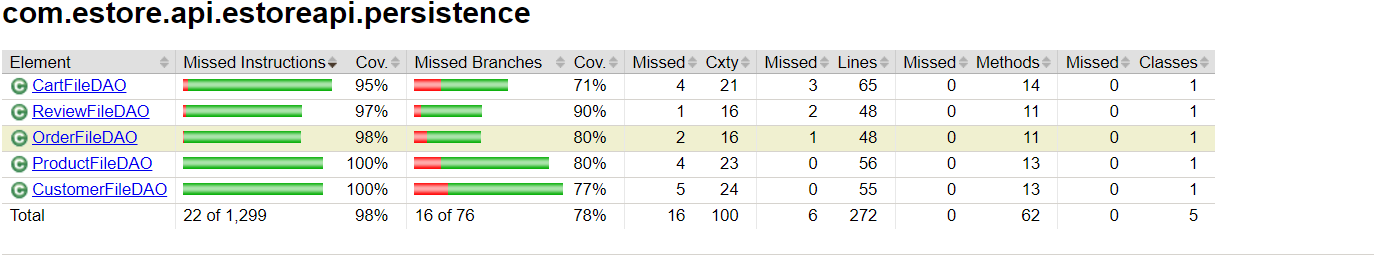 com.estore.api.estoreapi.persistence
Element Missed Instructions Cov. Missed Branches Cov. Missed Cxty Missed Lines Missed Methods Missed Classes
C CartFileDAO 95% 71% 4 21 3 65 0 14 0 1
C ReviewFileDAO 97% 90% 1 16 2 48 0 11 0 1
C OrderFileDAO 98% 80% 2 16 1 48 0 11 0 1
C ProductFileDAO 100% 80% 4 23 0 56 0 13 0 1
C CustomerFileDAO 100% 77% 5 24 0 55 0 13 0 1
Total 22 of 1,299 98% 16 of 76 78% 16 100 6 272 0 62 0 5